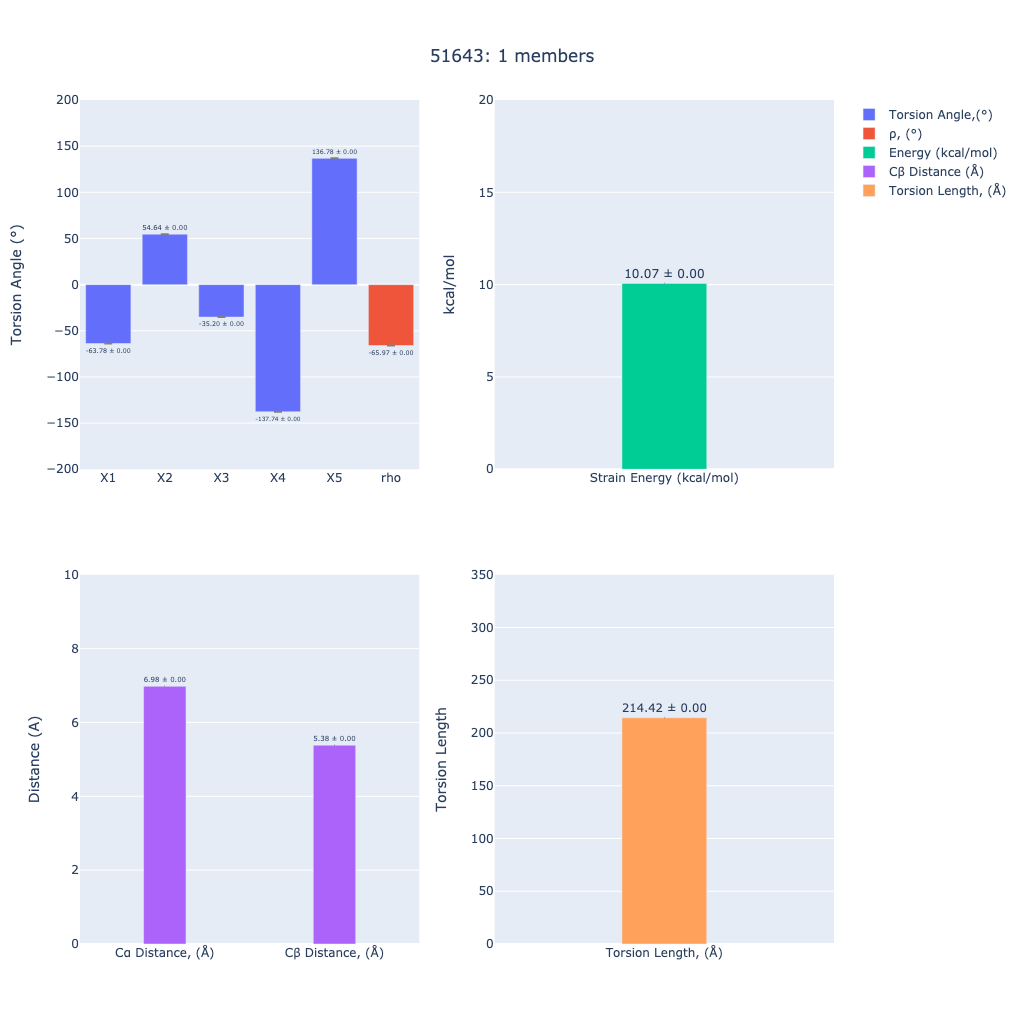 51643: 1 members
Torsion Angle (°)
200
150
100
50
0
−50
−100
−150
−200
-63.78 ± 0.00
54.64 ± 0.00
-35.20 ± 0.00
-137.74 ± 0.00
136.78 ± 0.00
-65.97 ± 0.00
X1 X2 X3 X4 X5 rho
kcal/mol
20
15
10
5
0
10.07 ± 0.00
Strain Energy (kcal/mol)
Torsion Angle,(°)
ρ, (°)
Energy (kcal/mol)
Cβ Distance (Å)
Torsion Length, (Å)
Distance (A)
10
8
6
4
2
0
6.98 ± 0.00
5.38 ± 0.00
Cα Distance, (Å) Cβ Distance, (Å)
Torsion Length
350
300
250
200
150
100
50
0
214.42 ± 0.00
Torsion Length, (Å)